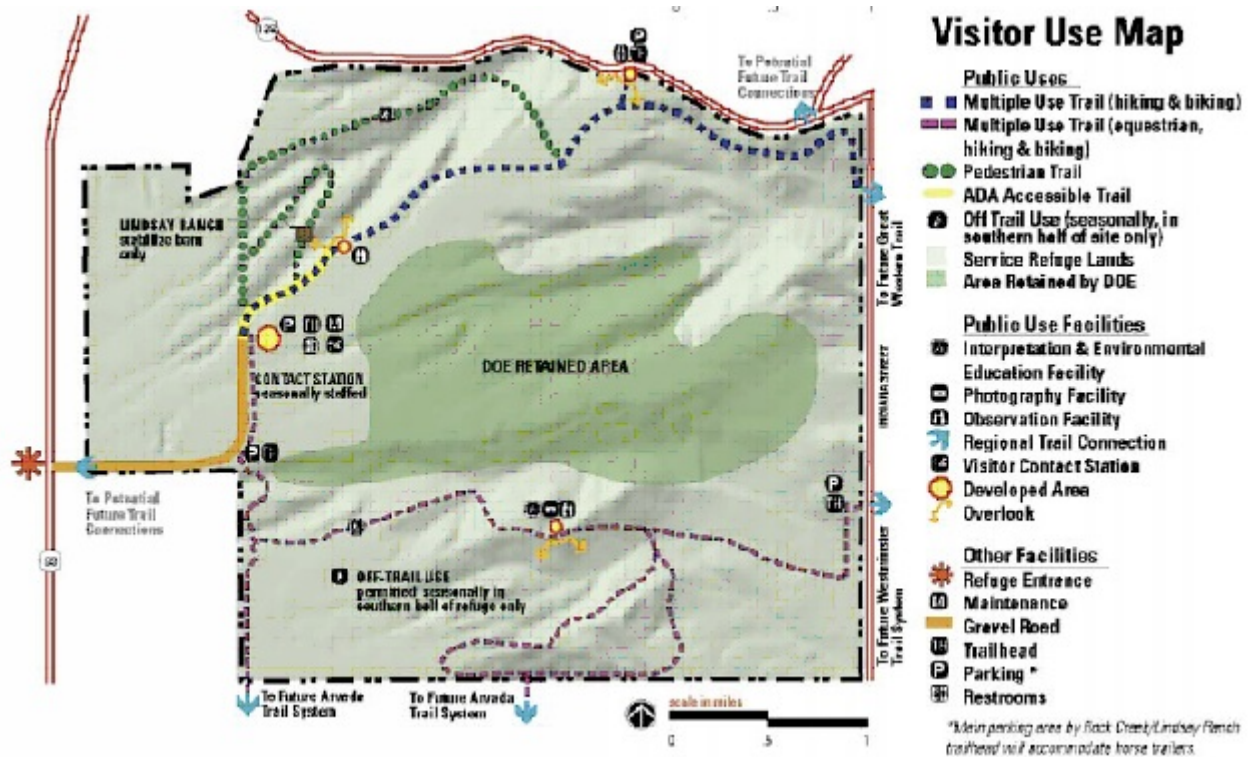 Visitor Use Map
Public Uses
Multiple Use Trail (hiking & biking)
Multiple Use Trail (equestrian,
hiking & biking)
Pedestrian Trail
ADA Accessible Trail
Off Trail Use (seasonally, in
southern half of site only)
Service Refuge Lands
Area Retained by DOE
Public Use Facilities
Interpretation & Environmental
Education Facility
Photography Facility
Observation Facility
Regional Trail Connection
Visitor Contact Station
Developed Area
Overlook
Other Facilities
Refuge Entrance
Maintenance
Gravel Road
Trailhead
Parking *
Restrooms
*Main parking area by Rock Creek/Lindsay Ranch
trailhead will accommodate horse trailers.
To Potential
Future Trail
Connections
LINDSAY RANCH
stabilize barn
only
To Future Great
Western Trail
DOE RETAINED AREA
INDIANA STREET
CONTACT STATION
seasonally staffed
To Potential
Future Trail
Connections
OFF-TRAIL USE
permitted seasonally in
southern half of refuge only
To Future Westminster
Trail System
To Future Arvada
Trail System
To Future Arvada
Trail System
scale in miles
0 .5 1